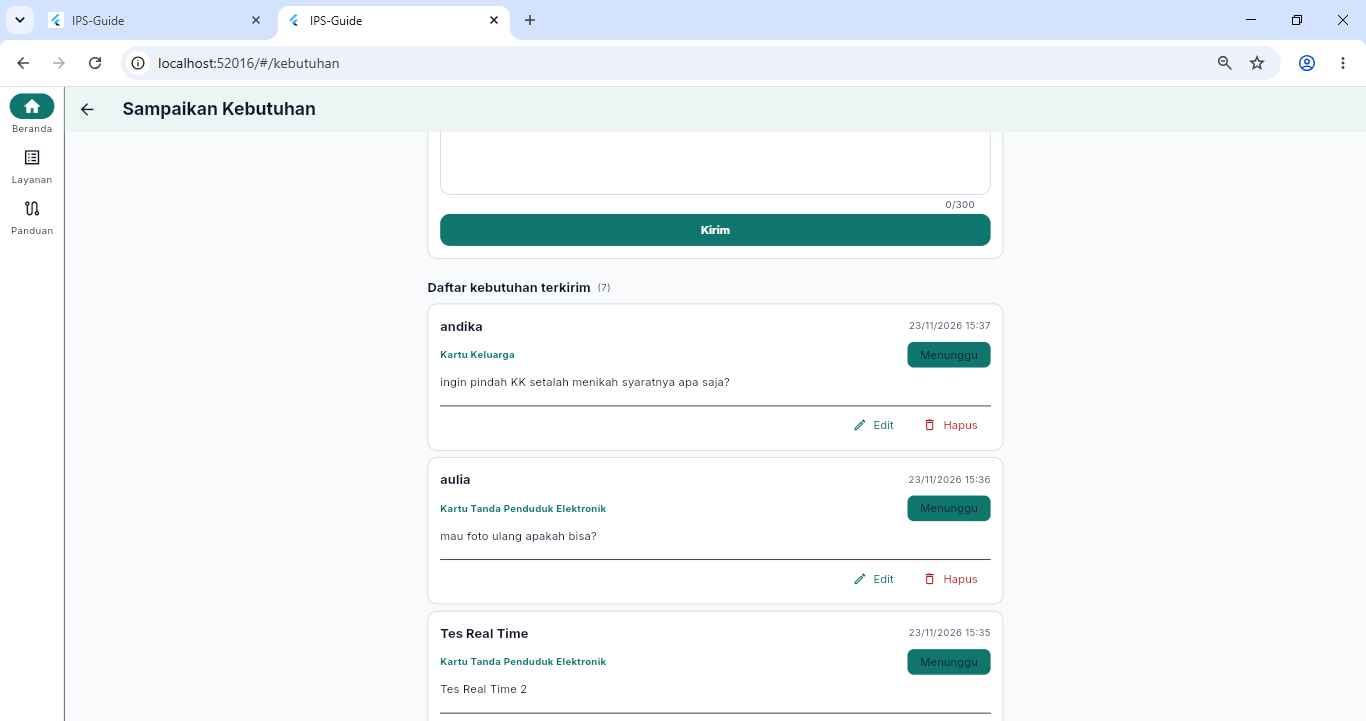 IPS-Guide
IPS-Guide
localhost:52016/#/kebutuhan
Sampaikan Kebutuhan
Beranda
Layanan
Panduan
0/300
Kirim
Daftar kebutuhan terkirim (7)
andika 23/11/2026 15:37
Kartu Keluarga Menunggu
ingin pindah KK setalah menikah syaratnya apa saja?
Edit Hapus
aulia 23/11/2026 15:36
Kartu Tanda Penduduk Elektronik Menunggu
mau foto ulang apakah bisa?
Edit Hapus
Tes Real Time 23/11/2026 15:35
Kartu Tanda Penduduk Elektronik Menunggu
Tes Real Time 2